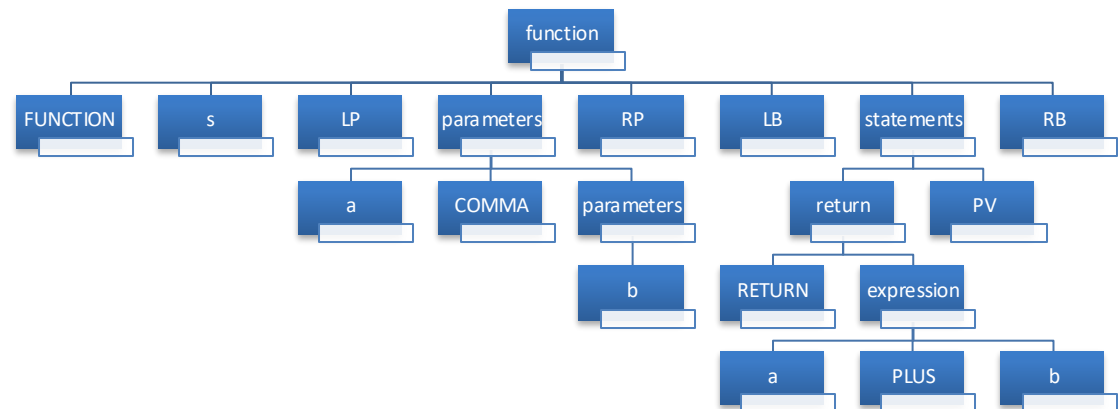 function
FUNCTION s LP parameters RP LB statements RB
a COMMA parameters return PV
b RETURN expression
a PLUS b